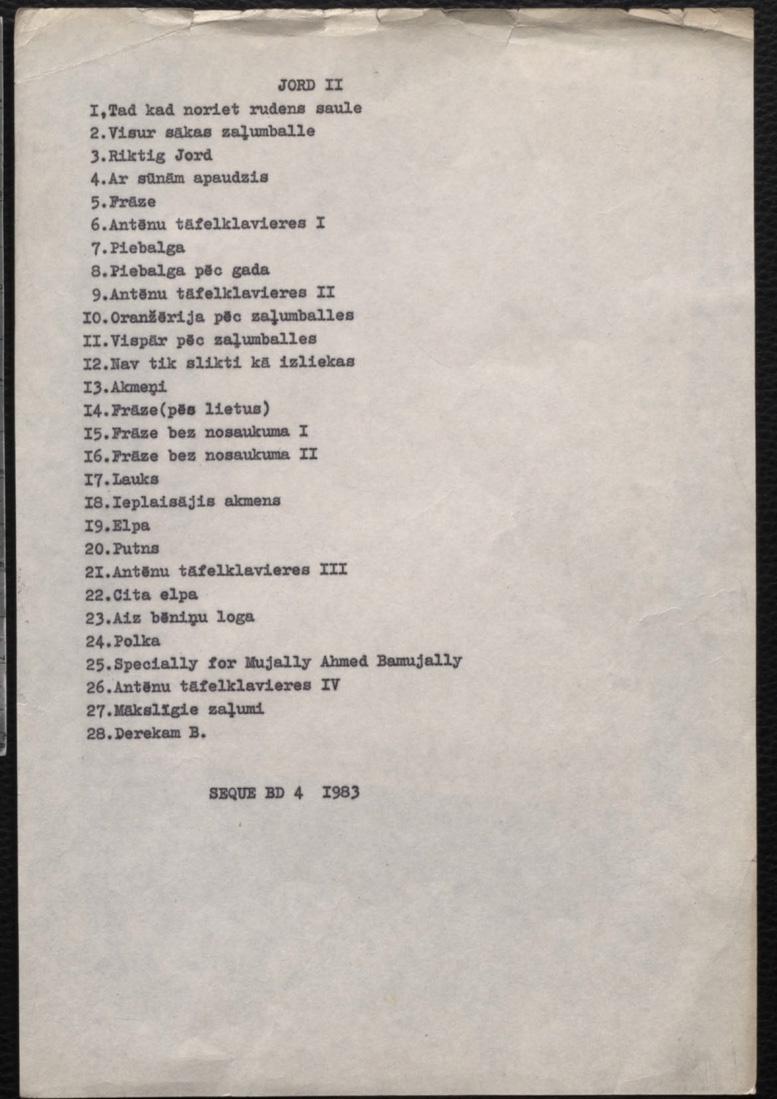 JORD II
I,Tad kad noriet rudens saule
2.Visur sākas zaļumballe
3.Riktig Jord
4.Ar sūnām apaudzis
5.Frāze
6.Antēnu tāfelklavieres I
7.Piebalga
8.Piebalga pēc gada
9.Antēnu tāfelklavieres II
IO.Oranžērija pēc zaļumballes
II.Vispār pēc zaļumballes
I2.Nav tik slikti kā izliekas
I3.Akmeņi
I4.Frāze(pēs lietus)
I5.Frāze bez nosaukuma I
I6.Frāze bez nosaukuma II
I7.Lauks
I8.Ieplaisājis akmens
I9.Elpa
20.Putns
2I.Antēnu tāfelklavieres III
22.Cita elpa
23.Aiz bēniņu loga
24.Polka
25.Specially for Mujally Ahmed Bamujally
26.Antēnu tāfelklavieres IV
27.Mākslīgie zaļumi
28.Derekam B.
SEQUE BD 4 I983